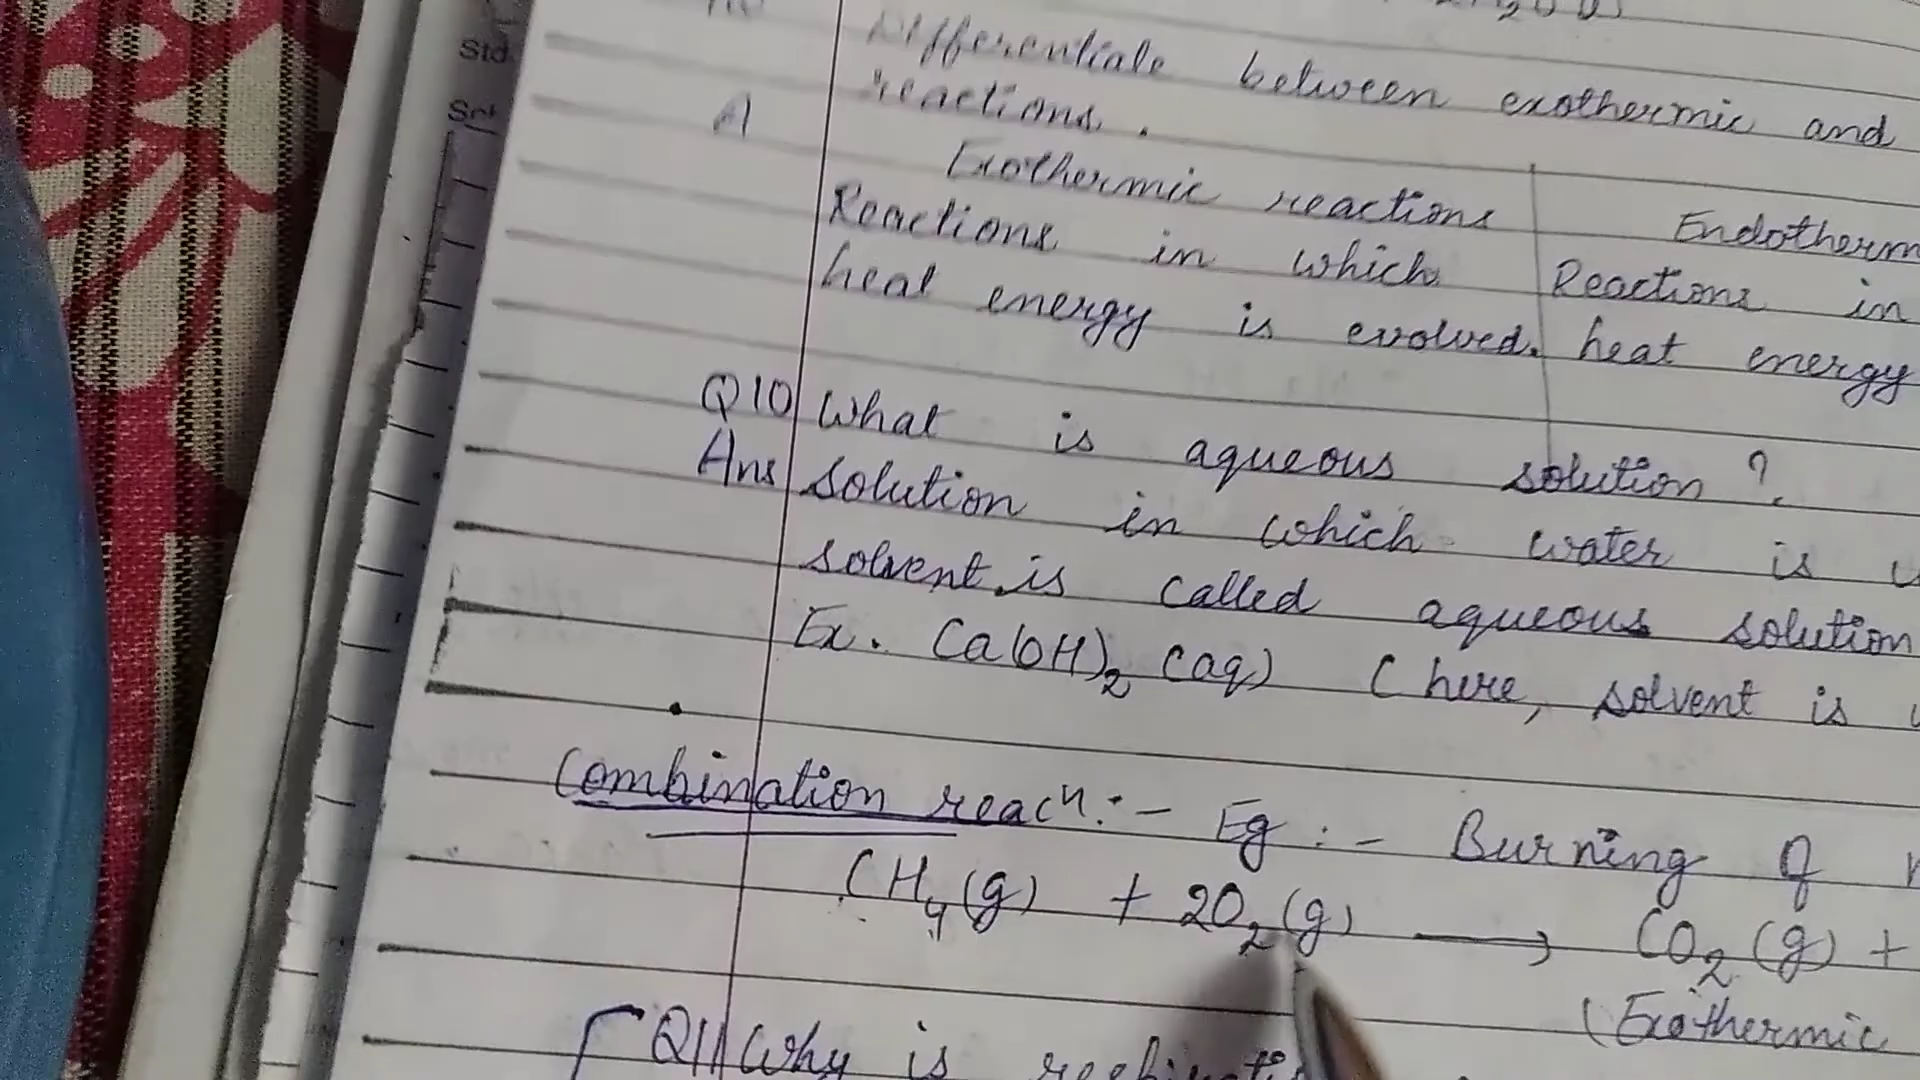 Std.
Differentiate between exothermic and
reactions.
A
Exothermic reactions
Endotherm
Reactions in which
Reactions in
heat energy is evolved.
heat energy
Q10 What is aqueous solution ?
Ans solution in which water is
solvent is called aqueous solution
Ex. Ca(OH)₂ (aq) (here, solvent is
Combination reacⁿ :- Eg :- Burning of
CH₄(g) + 2O₂(g) → CO₂(g) +
(Exothermic
Q11 Why is